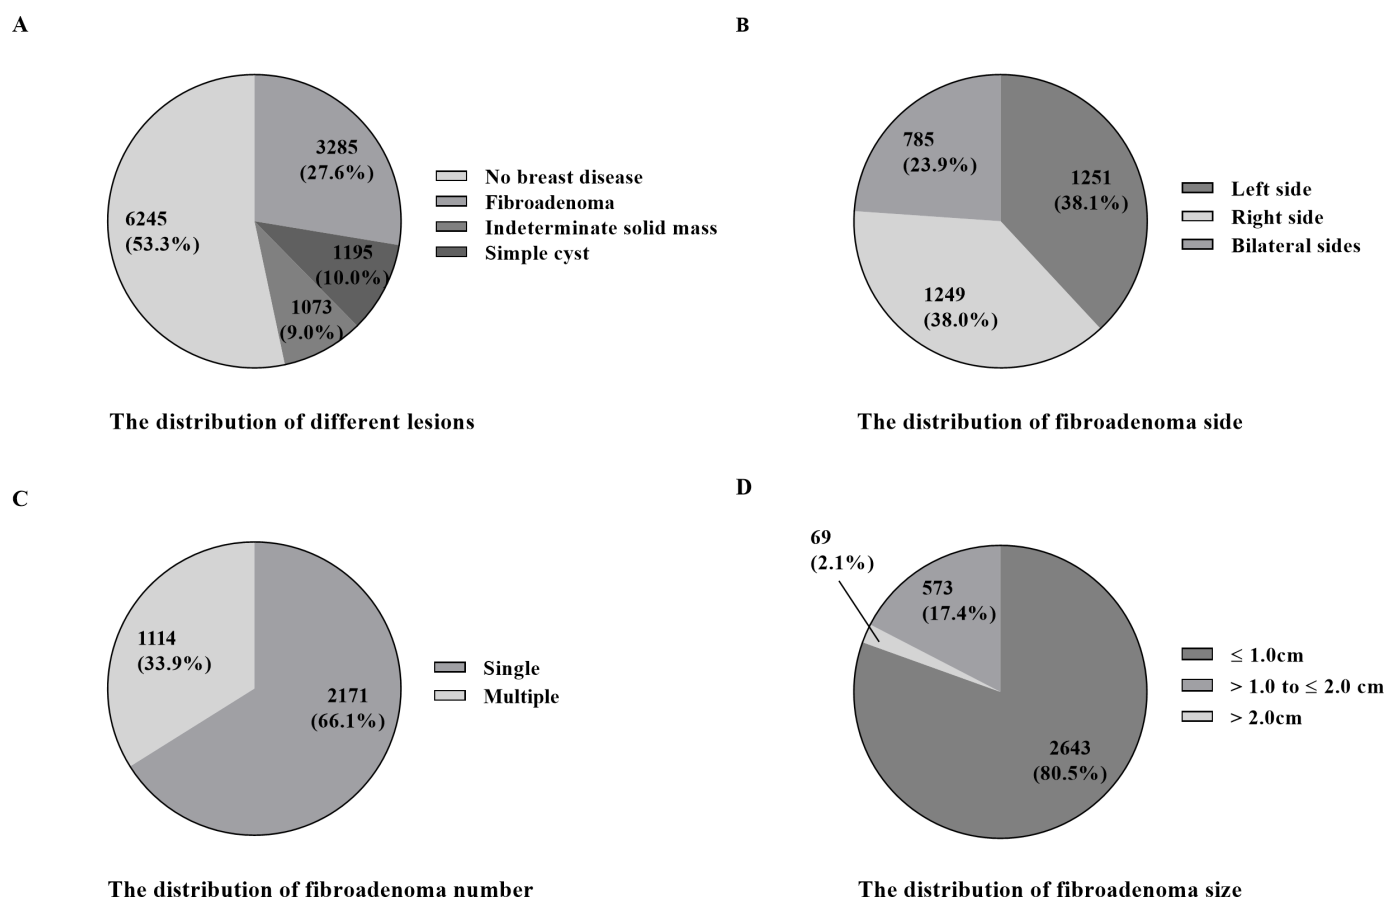 A
3285
(27.6%)
6245
(53.3%)
1195
(10.0%)
1073
(9.0%)
No breast disease
Fibroadenoma
Indeterminate solid mass
Simple cyst
The distribution of different lesions
B
785
(23.9%)
1251
(38.1%)
1249
(38.0%)
Left side
Right side
Bilateral sides
The distribution of fibroadenoma side
C
1114
(33.9%)
2171
(66.1%)
Single
Multiple
The distribution of fibroadenoma number
D
69
(2.1%)
573
(17.4%)
2643
(80.5%)
≤ 1.0cm
> 1.0 to ≤ 2.0 cm
> 2.0cm
The distribution of fibroadenoma size